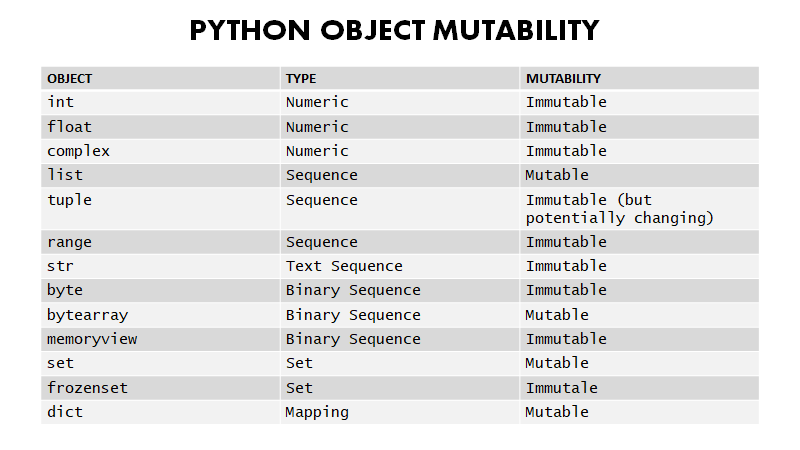 PYTHON OBJECT MUTABILITY
OBJECT TYPE MUTABILITY
int Numeric Immutable
float Numeric Immutable
complex Numeric Immutable
list Sequence Mutable
tuple Sequence Immutable (but
potentially changing)
range Sequence Immutable
str Text Sequence Immutable
byte Binary Sequence Immutable
bytearray Binary Sequence Mutable
memoryview Binary Sequence Immutable
set Set Mutable
frozenset Set Immutale
dict Mapping Mutable